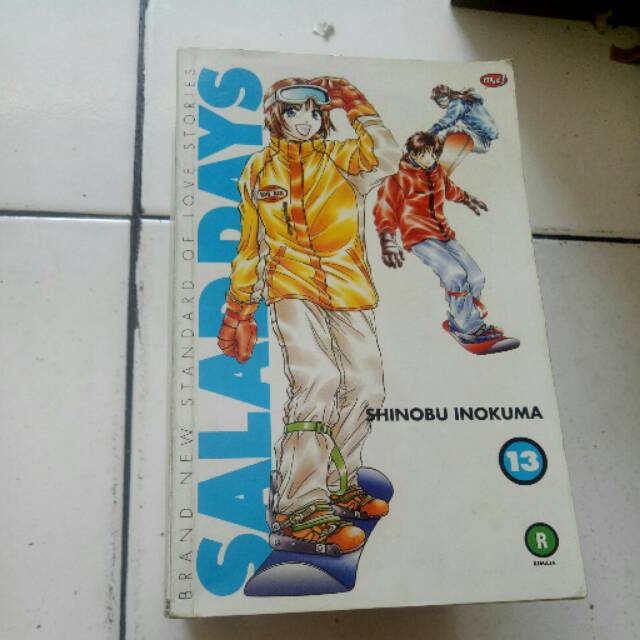 BRAND NEW STANDARD OF LOVE STORIES
SALAD DAYS
m&c!
SHINOBU INOKUMA
13
R
REMAJA